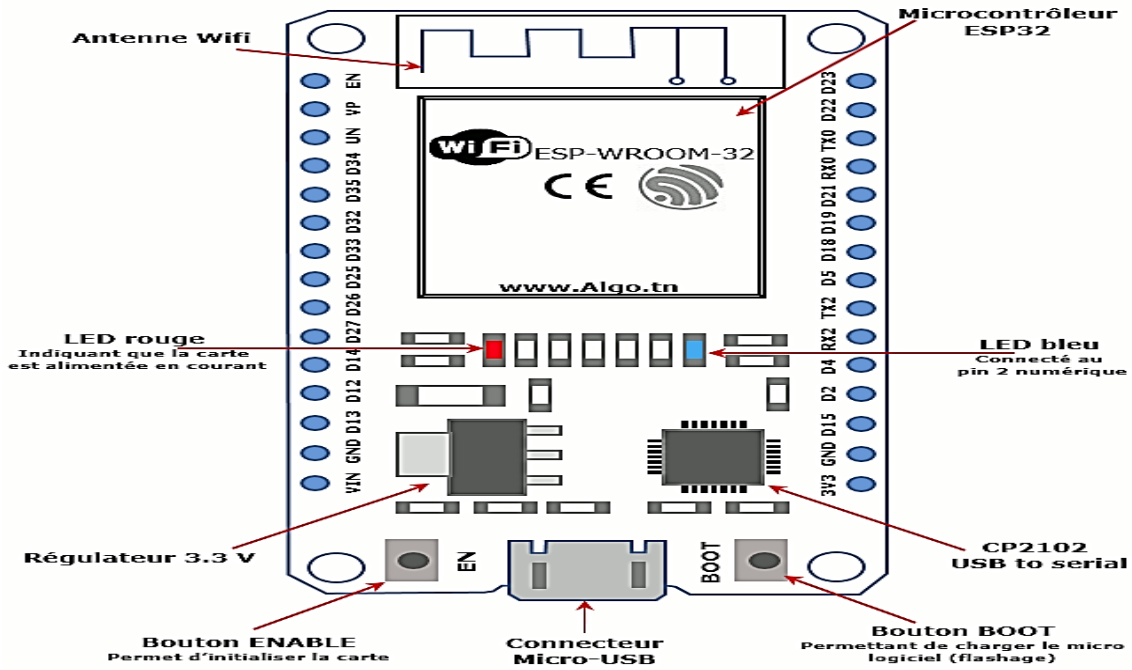 Antenne Wifi
Microcontrôleur
ESP32
EN
VP
UN
D34
D35
D32
D33
D25
D26
D27
D14
D12
D13
GND
VIN
D23
D22
TX0
RX0
D21
D19
D18
D5
TX2
RX2
D4
D2
D15
GND
3V3
WiFi
ESP-WROOM-32
CE
www.Algo.tn
LED rouge
Indiquant que la carte
est alimentée en courant
LED bleu
Connecté au
pin 2 numérique
Régulateur 3.3 V
CP2102
USB to serial
EN
BOOT
Bouton ENABLE
Permet d'initialiser la carte
Connecteur
Micro-USB
Bouton BOOT
Permettant de charger le micro
logiciel (flashage)